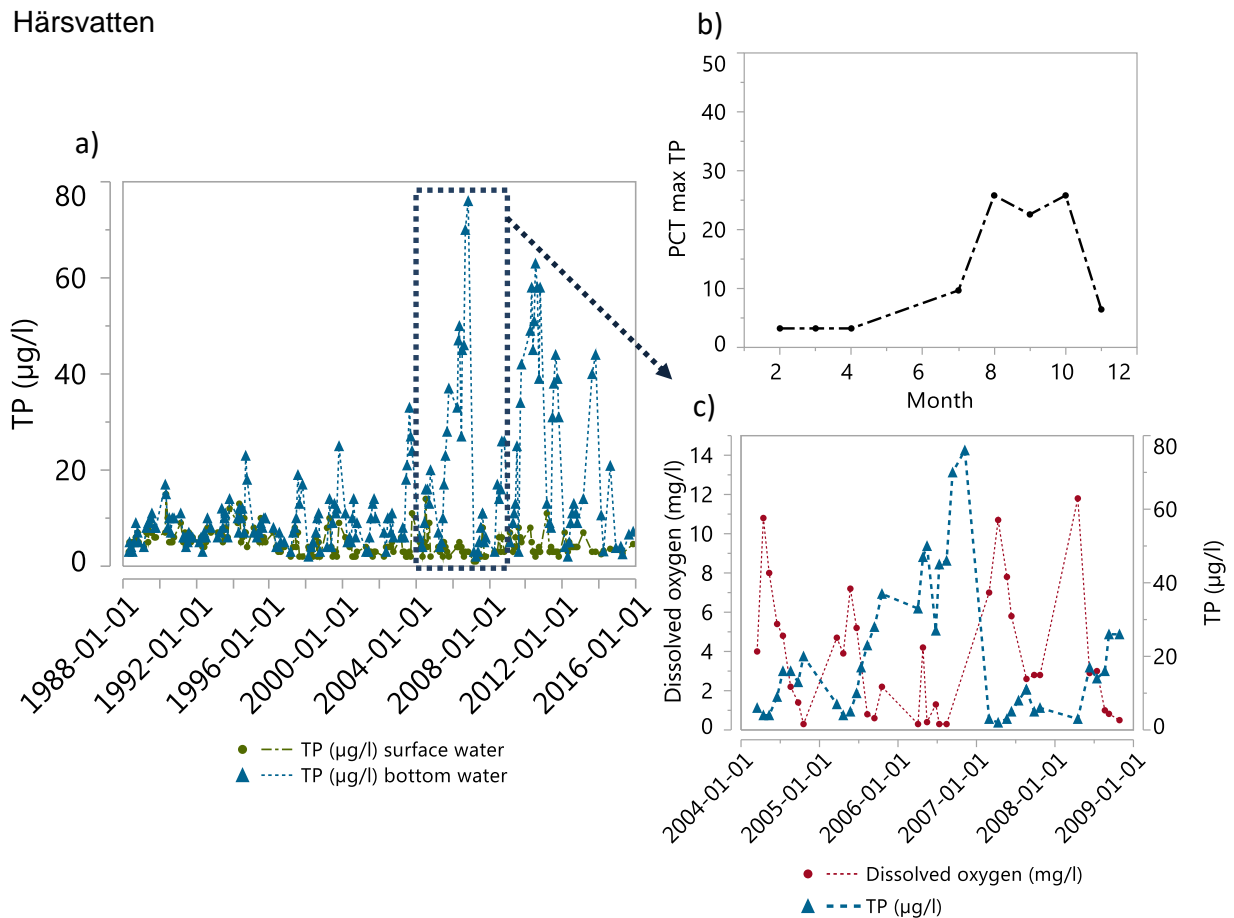 Härsvatten
a)
TP (µg/l)
80
60
40
20
0
1988-01-01
1992-01-01
1996-01-01
2000-01-01
2004-01-01
2008-01-01
2012-01-01
2016-01-01
TP (µg/l) surface water
TP (µg/l) bottom water
b)
PCT max TP
50
40
30
20
10
0
2 4 6 8 10 12
Month
c)
Dissolved oxygen (mg/l)
14
12
10
8
6
4
2
0
80
60
40
20
0
TP (µg/l)
2004-01-01
2005-01-01
2006-01-01
2007-01-01
2008-01-01
2009-01-01
Dissolved oxygen (mg/l)
TP (µg/l)